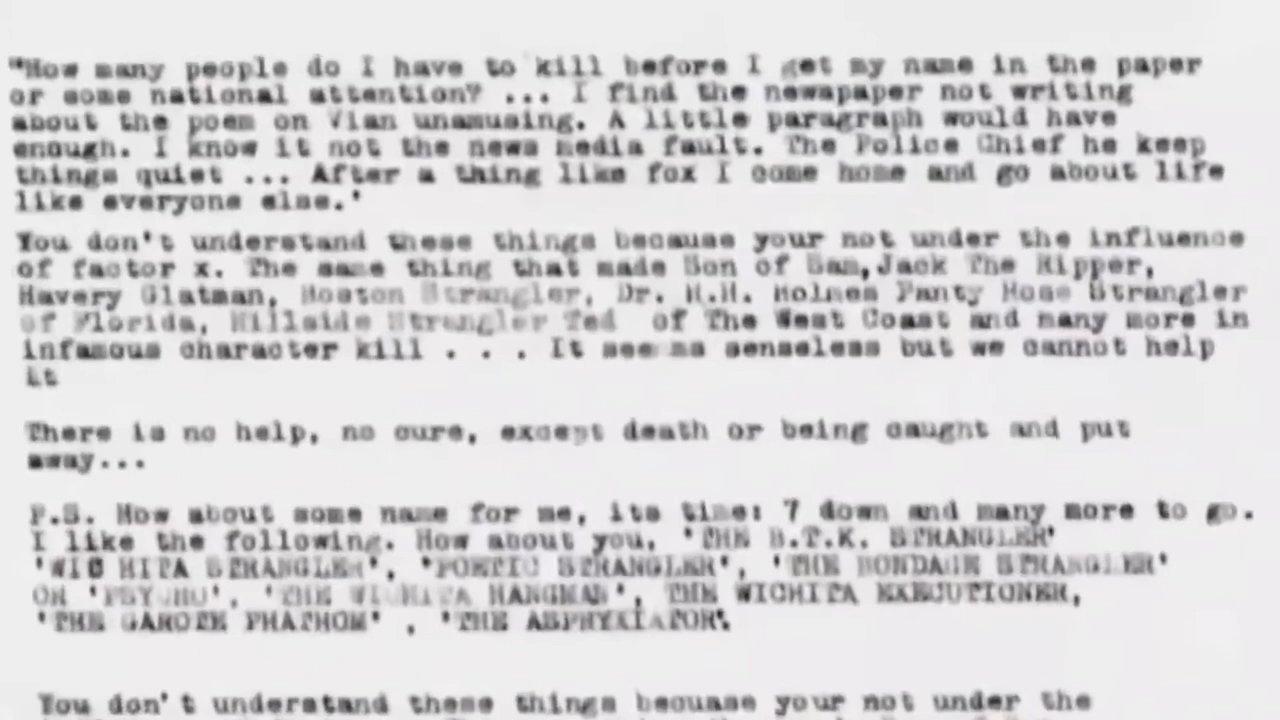 "How many people do I have to kill before I get my name in the paper
or some national attention? ... I find the newspaper not writing
about the poem on Vian unamusing. A little paragraph would have
enough. I know it not the news media fault. The Police Chief he keep
things quiet ... After a thing like fox I come home and go about life
like everyone else.'
You don't understand these things because your not under the influence
of factor x. The same thing that made Son of Sam,Jack The Ripper,
Havery Glatman, Boston Strangler, Dr. H.H. Holmes Panty Hose Strangler
of Florida, Hillside Strangler Ted of The West Coast and many more in
infamous character kill . . . It seems senseless but we cannot help
it
There is no help, no cure, except death or being caught and put
away...
P.S. How about some name for me, its time: 7 down and many more to go.
I like the following. How about you. 'THE B.T.K. STRANGLER'
'WICHITA STRANGLER', 'POETIC STRANGLER', 'THE BONDAGE STRANGLER'
OR 'PSYCHO', 'THE WICHITA HANGMAN', THE WICHITA EXECUTIONER,
'THE GAROTE PHATHOM' , 'THE ASPHYXIATOR'.
You don't understand these things becuase your not under the